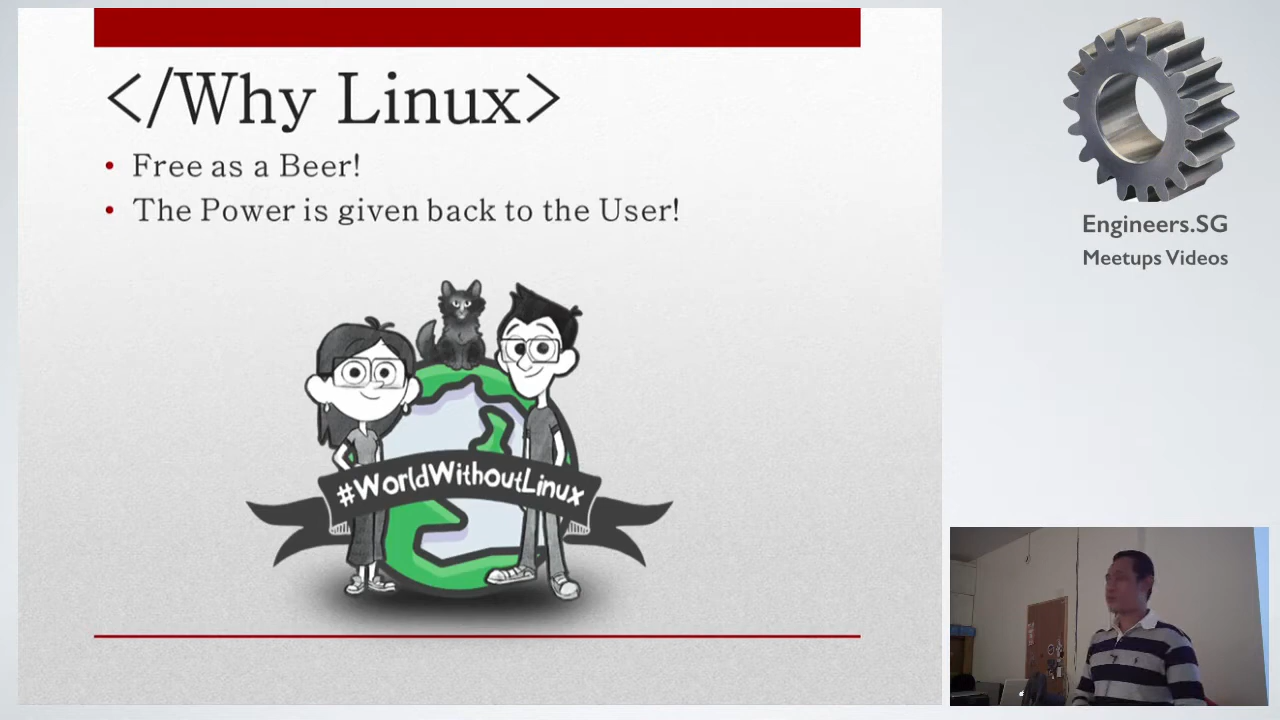 </Why Linux>
• Free as a Beer!
• The Power is given back to the User!
#WorldWithoutLinux
Engineers.SG
Meetups Videos